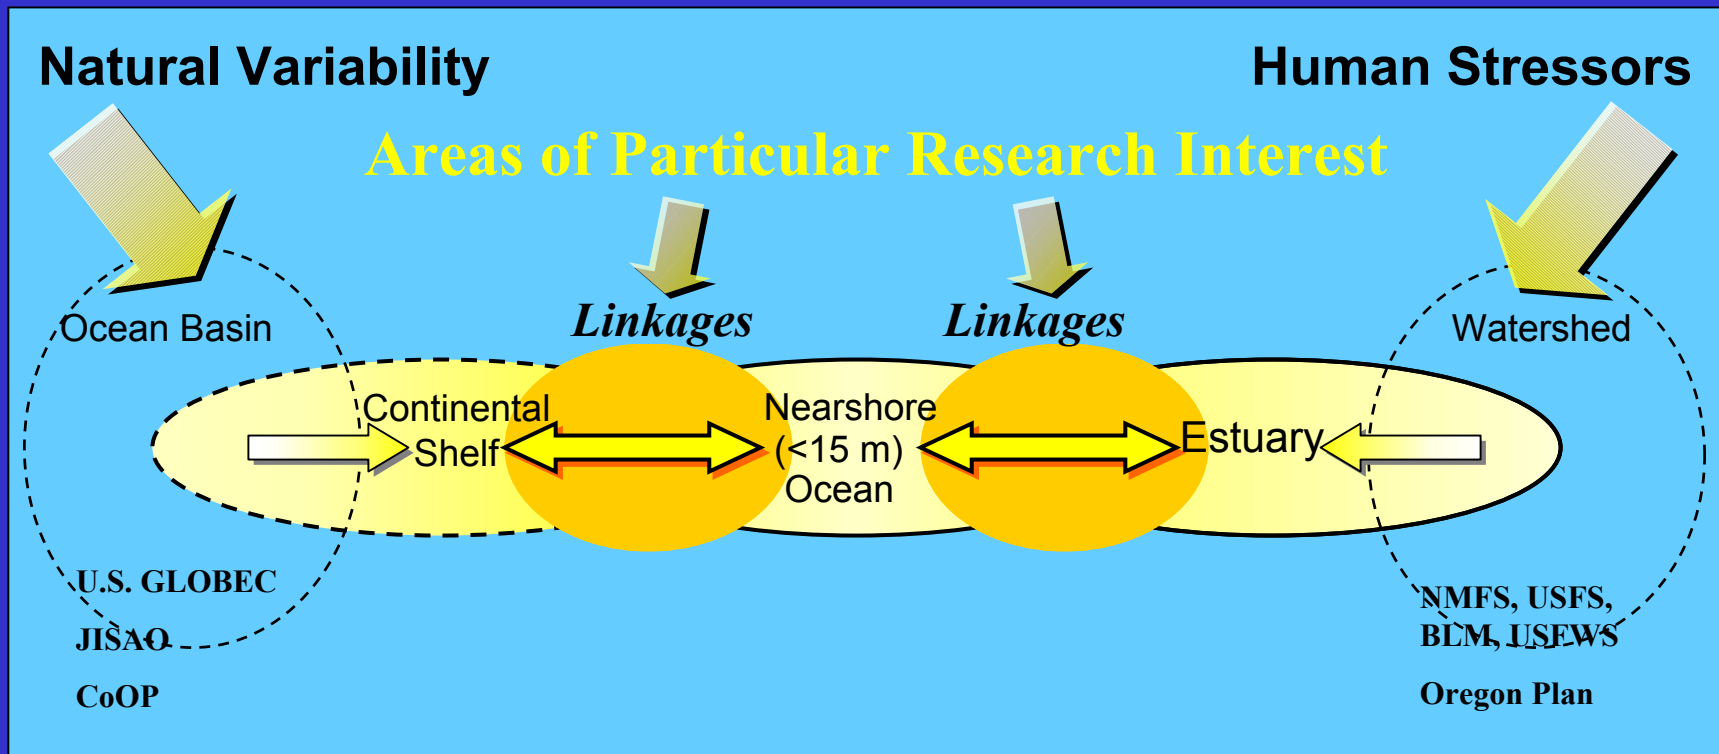 Natural Variability
Human Stressors
Areas of Particular Research Interest
Linkages
Linkages
Ocean Basin
Watershed
Continental
Shelf
Nearshore
(<15 m)
Ocean
Estuary
U.S. GLOBEC
JISAO
CoOP
NMFS, USFS,
BLM, USFWS
Oregon Plan